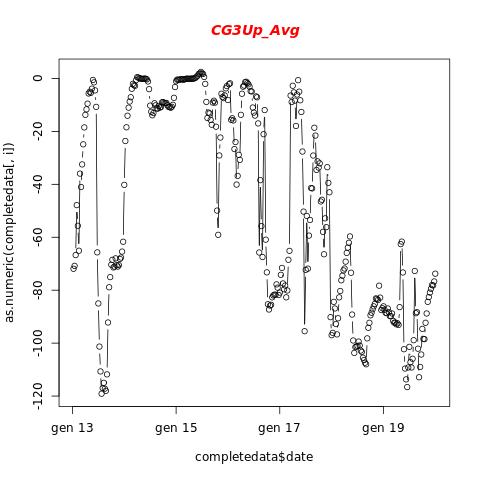 CG3Up_Avg
as.numeric(completedata[, i])
0
-20
-40
-60
-80
-100
-120
gen 13
gen 15
gen 17
gen 19
completedata$date